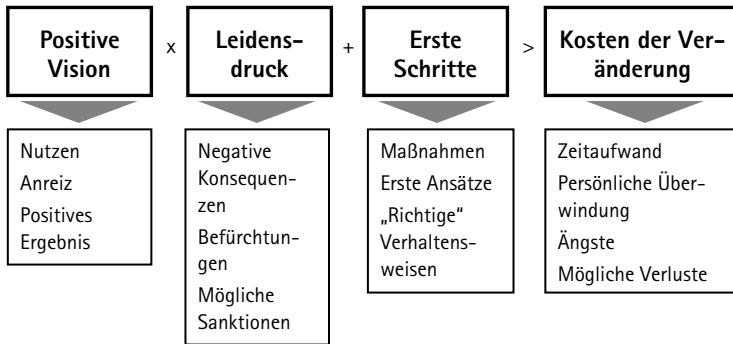 Positive
Vision
x
Leidens-
druck
+
Erste
Schritte
>
Kosten der Ver-
änderung
Nutzen
Anreiz
Positives
Ergebnis
Negative
Konsequen-
zen
Befürchtun-
gen
Mögliche
Sanktionen
Maßnahmen
Erste Ansätze
„Richtige“
Verhaltens-
weisen
Zeitaufwand
Persönliche Über-
windung
Ängste
Mögliche Verluste